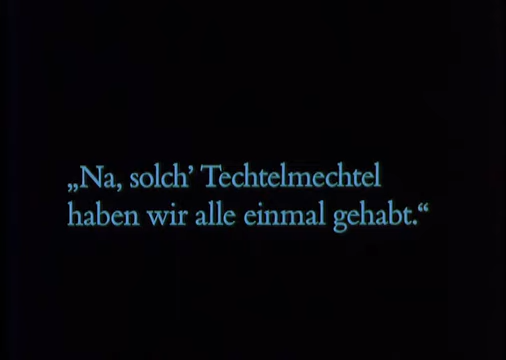 „Na, solch’ Techtelmechtel
haben wir alle einmal gehabt.“